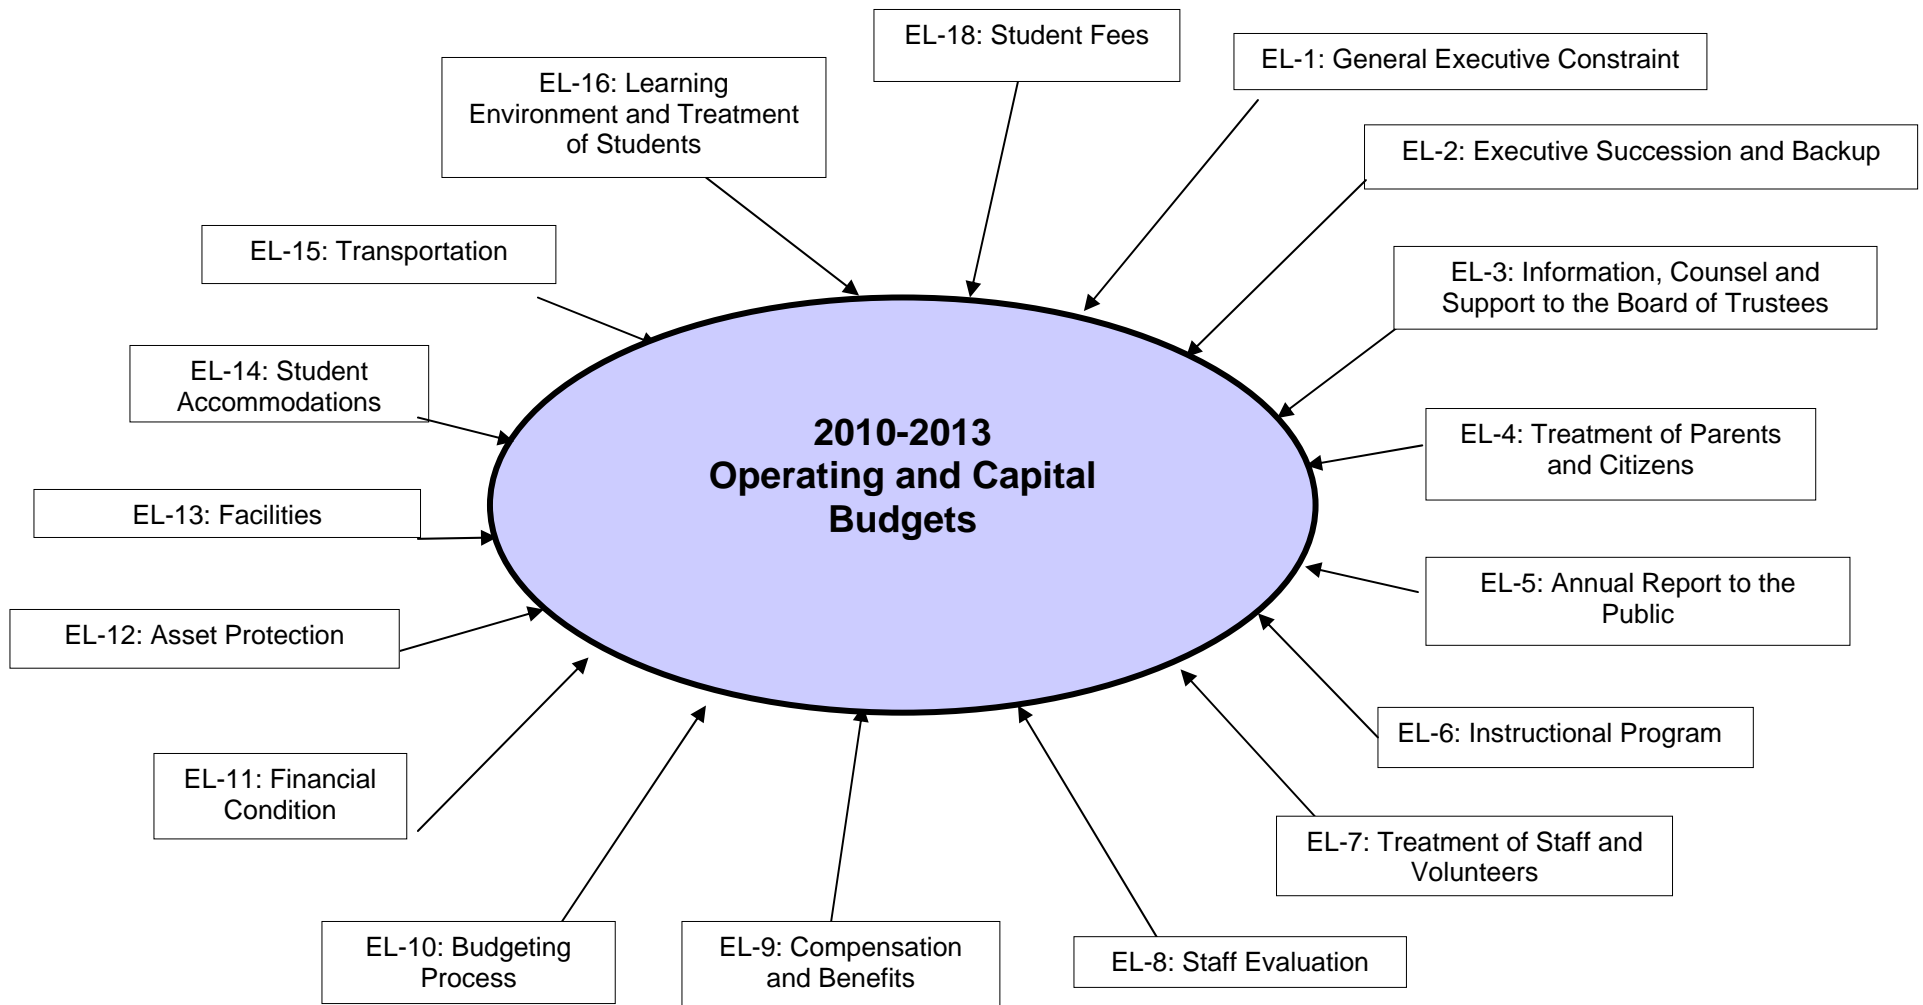 EL-18: Student Fees
EL-1: General Executive Constraint
EL-16: Learning
Environment and Treatment
of Students
EL-2: Executive Succession and Backup
EL-15: Transportation
EL-3: Information, Counsel and
Support to the Board of Trustees
EL-14: Student
Accommodations
2010-2013
Operating and Capital
Budgets
EL-4: Treatment of Parents
and Citizens
EL-13: Facilities
EL-5: Annual Report to the
Public
EL-12: Asset Protection
EL-6: Instructional Program
EL-11: Financial
Condition
EL-7: Treatment of Staff and
Volunteers
EL-10: Budgeting
Process
EL-9: Compensation
and Benefits
EL-8: Staff Evaluation